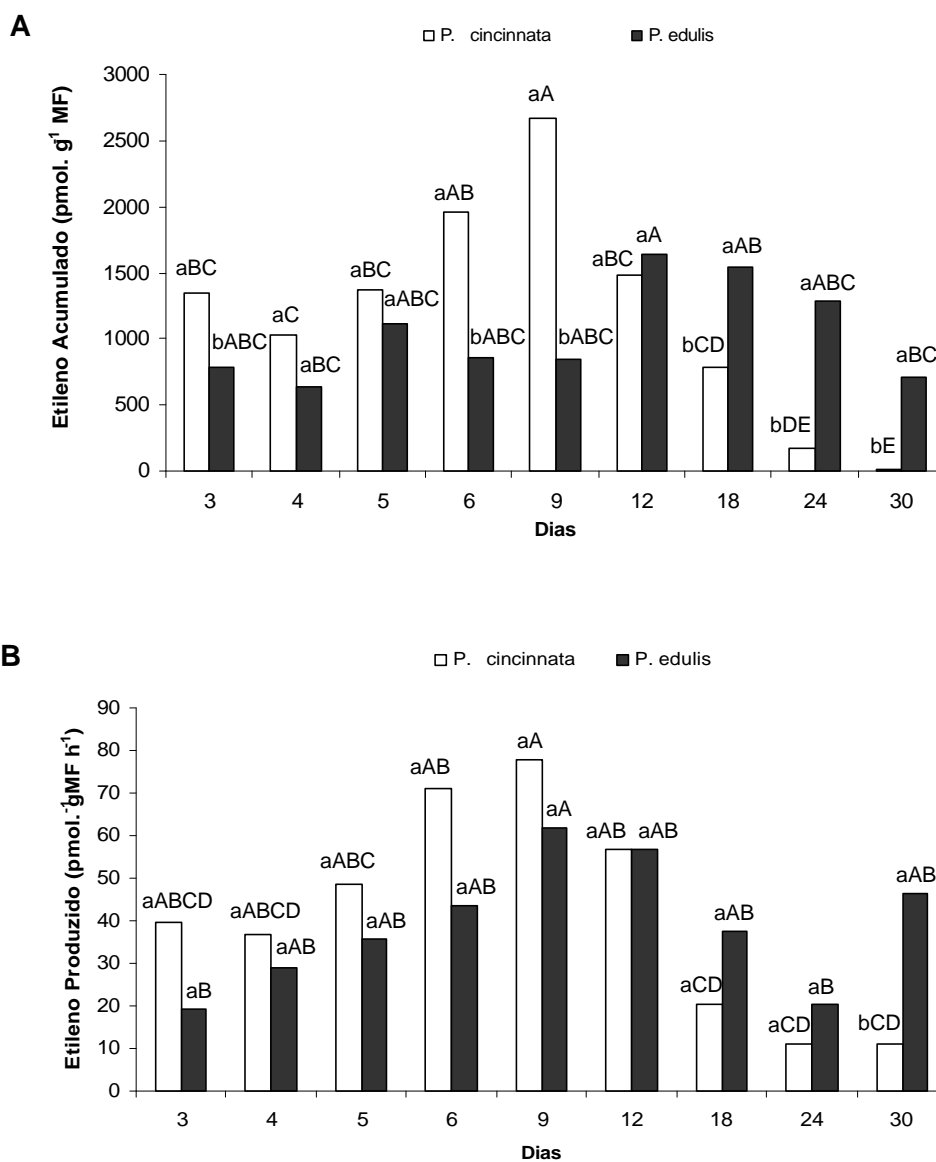 A
P. cincinnata P. edulis
Etileno Acumulado (pmol. g¹ MF)
3000
2500
2000
1500
1000
500
0
aBC bABC aC aBC aBC aABC aAB bABC aA bABC aBC aA bCD aAB bDE aABC bE aBC
3 4 5 6 9 12 18 24 30
Dias
B
P. cincinnata P. edulis
Etileno Produzido (pmol.⁻¹gMF h⁻¹)
90
80
70
60
50
40
30
20
10
0
aABCD aB aABCD aAB aABC aAB aAB aAB aA aA aAB aAB aCD aAB aCD aB bCD aAB
3 4 5 6 9 12 18 24 30
Dias